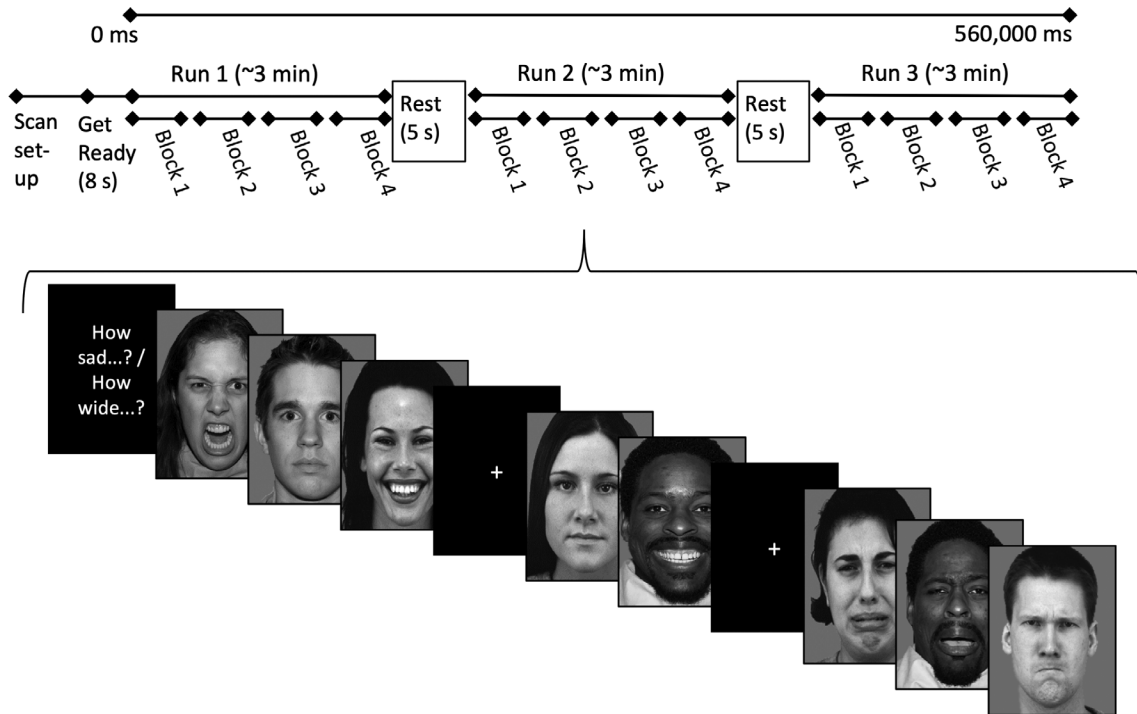 0 ms
560,000 ms
Run 1 (~3 min)
Run 2 (~3 min)
Run 3 (~3 min)
Scan
set-
up
Get
Ready
(8 s)
Block 1
Block 2
Block 3
Block 4
Rest
(5 s)
Block 1
Block 2
Block 3
Block 4
Rest
(5 s)
Block 1
Block 2
Block 3
Block 4
How
sad...? /
How
wide...?
+
+